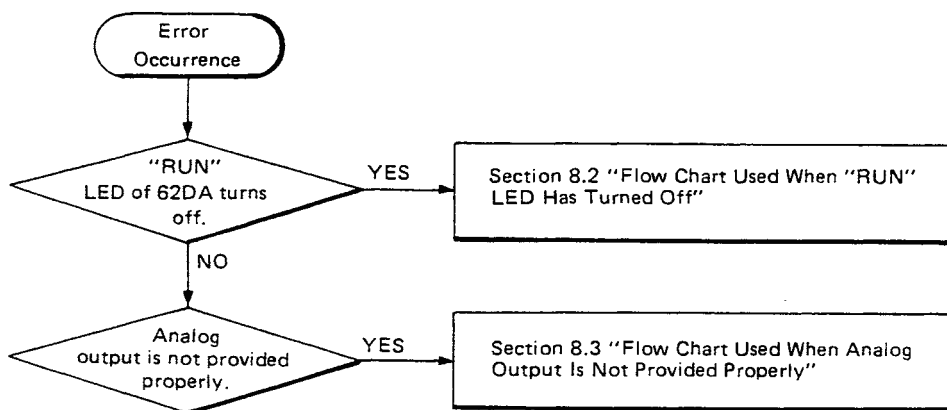 Error
Occurrence
"RUN"
LED of 62DA turns
off.
YES
Section 8.2 "Flow Chart Used When "RUN"
LED Has Turned Off"
NO
Analog
output is not provided
properly.
YES
Section 8.3 "Flow Chart Used When Analog
Output Is Not Provided Properly"